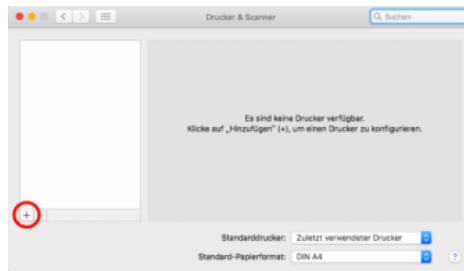 Drucker & Scanner
Suchen
Es sind keine Drucker verfügbar.
Klicke auf „Hinzufügen“ (+), um einen Drucker zu konfigurieren.
+
Standarddrucker: Zuletzt verwendeter Drucker
Standard-Papierformat: DIN A4
?